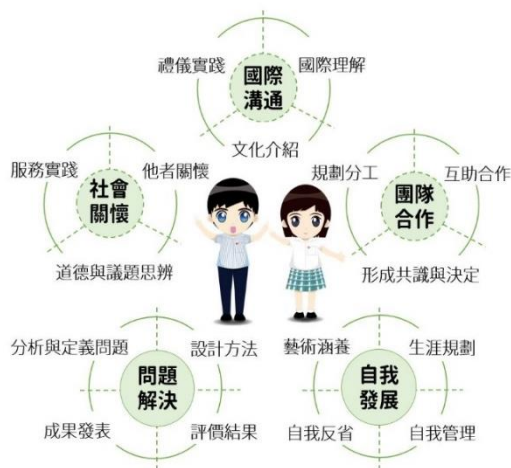 禮儀實踐
國際理解
國際
溝通
文化介紹
服務實踐
他者關懷
社會
關懷
道德與議題思辨
規劃分工
互助合作
團隊
合作
形成共識與決定
分析與定義問題
設計方法
問題
解決
成果發表
評價結果
藝術涵養
生涯規劃
自我
發展
自我反省
自我管理